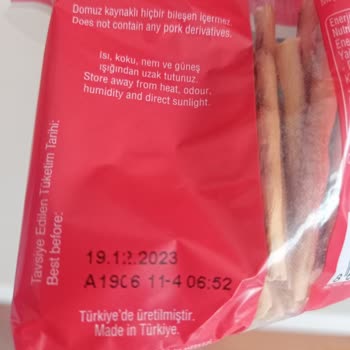 Domuz kaynaklı hiçbir bileşen içermez.
Does not contain any pork derivatives.
Isı, koku, nem ve güneş
ışığından uzak tutunuz.
Store away from heat, odour,
humidity and direct sunlight.
Tavsiye Edilen Tüketim Tarihi:
Best before:
19.12.2023
A1906 11-4 06:52
Türkiye'de üretilmiştir.
Made in Türkiye.